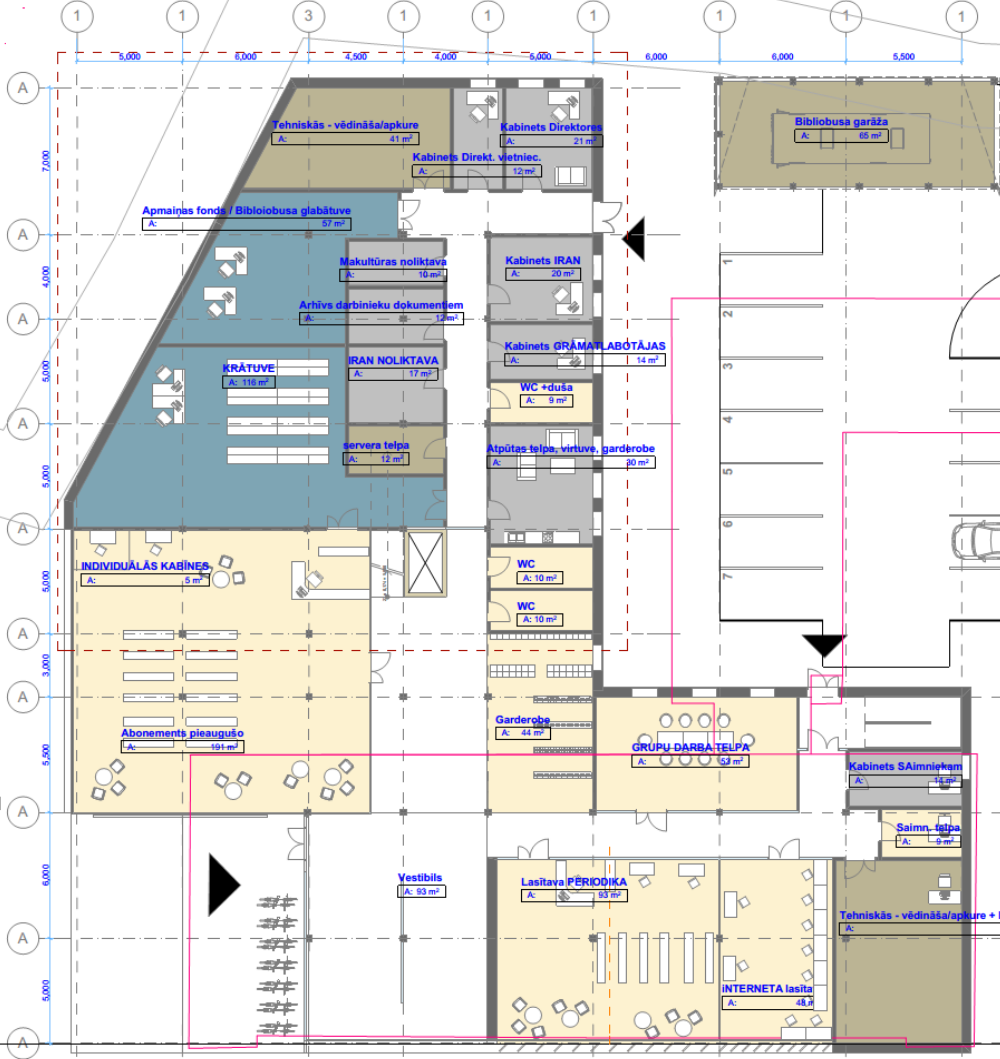 1 1 3 1 1 1 1 1 1
5,000 6,000 4,500 4,000 5,000 6,000 6,000 5,500
A
7,000
Tehniskās - vēdināša/apkure
A: 41 m²
Kabinets Direktores
A: 21 m²
Kabinets Direkt. vietniec.
A: 12 m²
Bibliobusa garāža
A: 65 m²
Apmaiņas fonds / Bibloiobusa glabātuve
A: 57 m²
A
4,000
Makultūras noliktava
A: 10 m²
Kabinets IRAN
A: 20 m²
1
Arhīvs darbinieku dokumentiem
A: 12 m²
2
A
5,000
Kabinets GRĀMATLABOTĀJAS
A: 14 m²
KRĀTUVE
A: 116 m²
IRAN NOLIKTAVA
A: 17 m²
3
WC +duša
A: 9 m²
4
A
5,000
servera telpa
A: 12 m²
Atpūtas telpa, virtuve, garderobe
A: 30 m²
5
6
A
5,000
INDIVIDUĀLĀS KABĪNES
A: 5 m²
WC
A: 10 m²
7
WC
A: 10 m²
A
3,000
A
5,500
Abonements pieaugušo
A: 191 m²
Garderobe
A: 44 m²
GRUPU DARBA TELPA
A: 53 m²
Kabinets SAimniekam
A: 14 m²
A
6,000
Saimn. telpa
A: 9 m²
Vestibils
A: 93 m²
Lasītava PERIODIKA
A: 93 m²
Tehniskās - vēdināša/apkure +
A:
A
5,000
iNTERNETA lasīta
A: 48
A